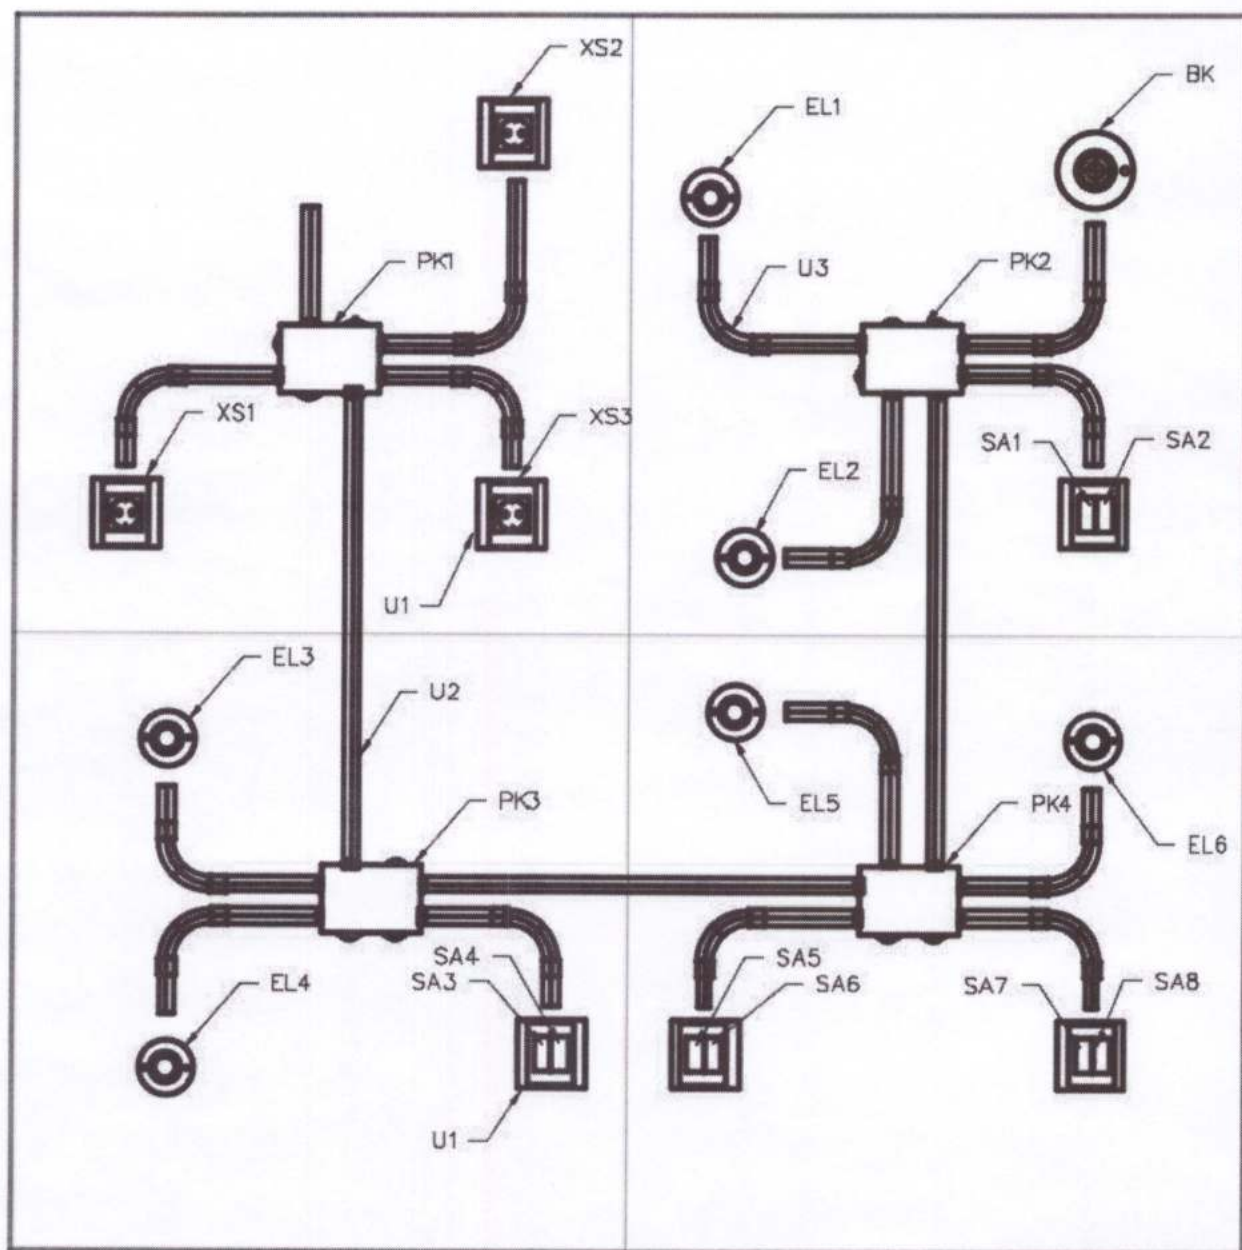 XS2
BK
EL1
PK1
U3
PK2
XS1
XS3
SA1
SA2
EL2
U1
EL3
U2
PK3
EL5
PK4
EL6
SA4
SA5
EL4
SA3
SA6
SA7
SA8
U1